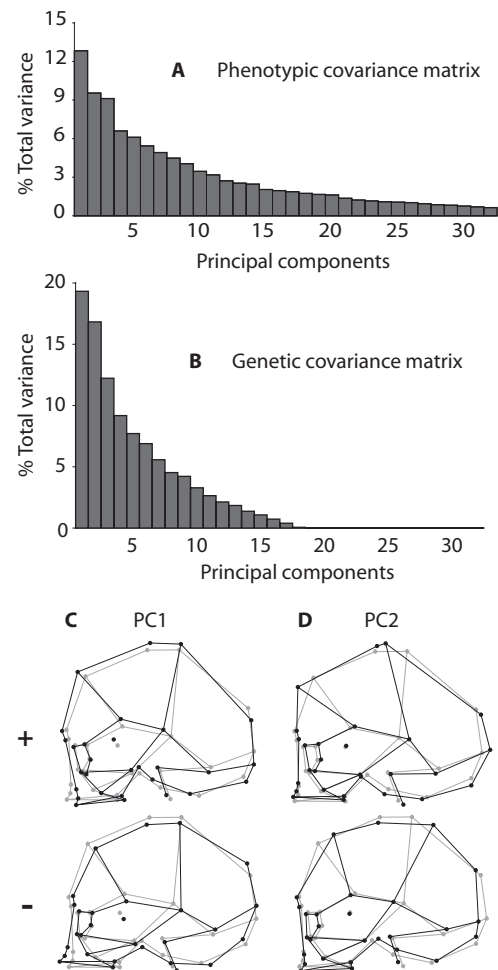 15
12
9
6
3
0
% Total variance
A Phenotypic covariance matrix
5 10 15 20 25 30
Principal components
20
15
10
5
0
% Total variance
B Genetic covariance matrix
5 10 15 20 25 30
Principal components
C PC1 D PC2
+
-